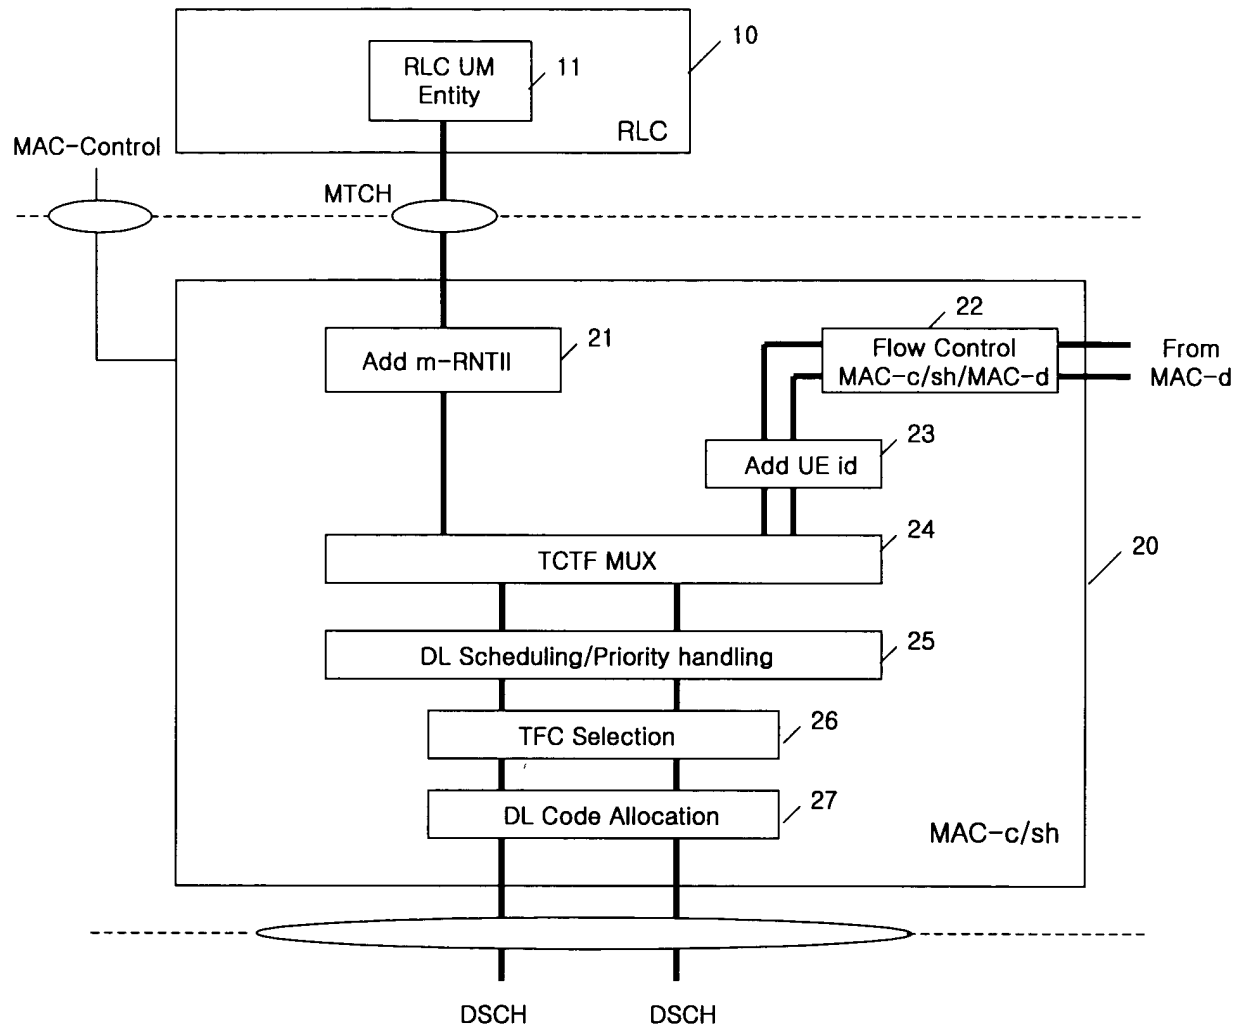 10
RLC UM
Entity
11
RLC
MAC-Control
MTCH
22
21
Add m-RNTII
Flow Control
MAC-c/sh/MAC-d
From
MAC-d
23
Add UE id
24
TCTF MUX
20
25
DL Scheduling/Priority handling
26
TFC Selection
27
DL Code Allocation
MAC-c/sh
DSCH
DSCH